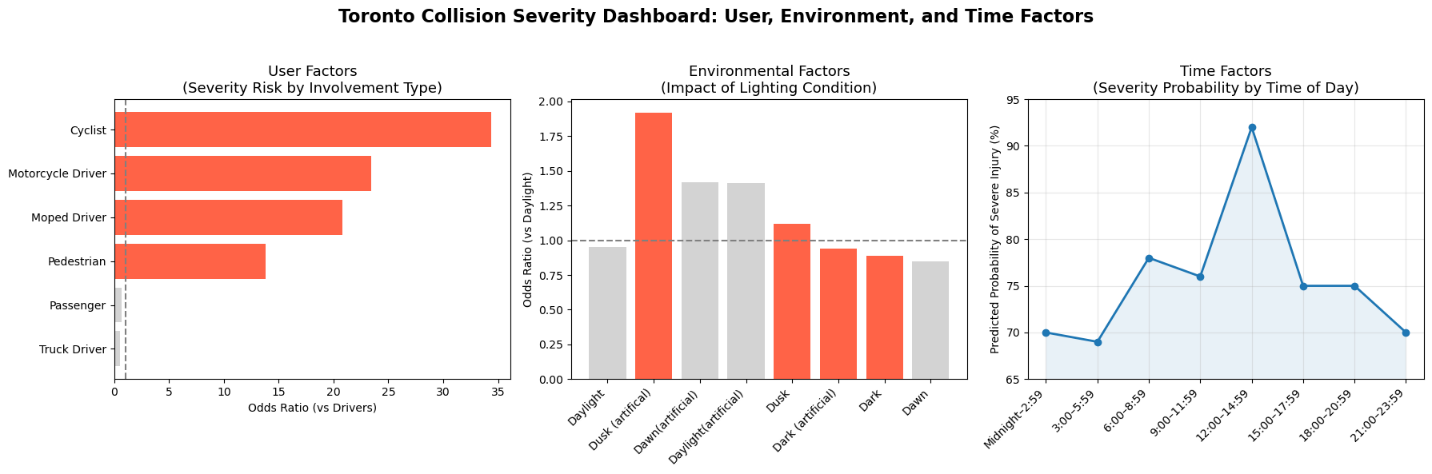 Toronto Collision Severity Dashboard: User, Environment, and Time Factors
User Factors
(Severity Risk by Involvement Type)
Cyclist
Motorcycle Driver
Moped Driver
Pedestrian
Passenger
Truck Driver
0 5 10 15 20 25 30 35
Odds Ratio (vs Drivers)
Environmental Factors
(Impact of Lighting Condition)
Odds Ratio (vs Daylight)
2.00
1.75
1.50
1.25
1.00
0.75
0.50
0.25
0.00
Daylight
Dusk (artifical)
Dawn(artificial)
Daylight(artificial)
Dusk
Dark (artificial)
Dark
Dawn
Time Factors
(Severity Probability by Time of Day)
Predicted Probability of Severe Injury (%)
95
90
85
80
75
70
65
Midnight–2:59
3:00–5:59
6:00–8:59
9:00–11:59
12:00–14:59
15:00–17:59
18:00–20:59
21:00–23:59